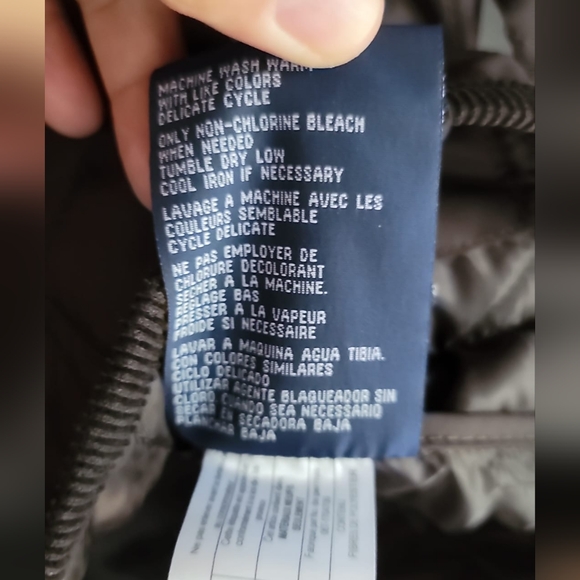 MACHINE WASH WARM
WITH LIKE COLORS
DELICATE CYCLE
ONLY NON-CHLORINE BLEACH
WHEN NEEDED
TUMBLE DRY LOW
COOL IRON IF NECESSARY
LAVAGE A MACHINE AVEC LES
COULEURS SEMBLABLE
CYCLE DELICATE
NE PAS EMPLOYER DE
CHLORURE DECOLORANT
SECHER A LA MACHINE.
REGLAGE BAS
PRESSER A LA VAPEUR
FROIDE SI NECESSAIRE
LAVAR A MAQUINA AGUA TIBIA.
CON COLORES SIMILARES
CICLO DELICADO
UTILIZAR AGENTE BLAQUEADOR SIN
CLORO CUANDO SEA NECESSARIO
SECAR EN SECADORA BAJA
PLANCHAR BAJA